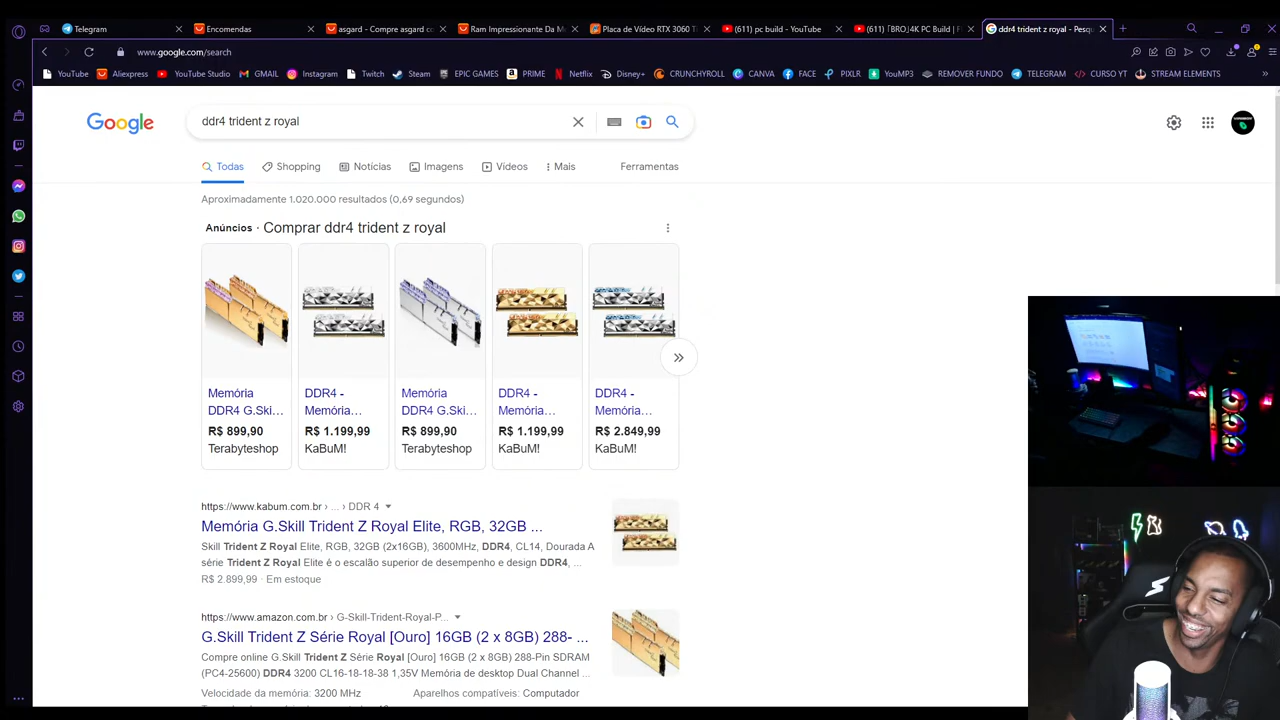 Telegram
Encomendas
asgard - Compre asgard co
Ram Impressionante Da M
Placa de Vídeo RTX 3060 T
(611) pc build - YouTube
(611) 「BRO」4K PC Build |
ddr4 trident z royal - Pesqu
www.google.com/search
YouTube
Aliexpress
YouTube Studio
GMAIL
Instagram
Twitch
Steam
EPIC GAMES
PRIME
Netflix
Disney+
CRUNCHYROLL
CANVA
FACE
PIXLR
YouMP3
REMOVER FUNDO
TELEGRAM
CURSO YT
STREAM ELEMENTS
Google
ddr4 trident z royal
Todas
Shopping
Notícias
Imagens
Vídeos
Mais
Ferramentas
Aproximadamente 1.020.000 resultados (0,69 segundos)
Anúncios · Comprar ddr4 trident z royal
Memória
DDR4 G.Ski...
R$ 899,90
Terabyteshop
DDR4 -
Memória...
R$ 1.199,99
KaBuM!
Memória
DDR4 G.Ski...
R$ 899,90
Terabyteshop
DDR4 -
Memória...
R$ 1.199,99
KaBuM!
DDR4 -
Memória...
R$ 2.849,99
KaBuM!
https://www.kabum.com.br › ... › DDR 4
Memória G.Skill Trident Z Royal Elite, RGB, 32GB ...
Skill Trident Z Royal Elite, RGB, 32GB (2x16GB), 3600MHz, DDR4, CL14, Dourada A
série Trident Z Royal Elite é o escalão superior de desempenho e design DDR4, ...
R$ 2.899,99 · Em estoque
https://www.amazon.com.br › G-Skill-Trident-Royal-P...
G.Skill Trident Z Série Royal [Ouro] 16GB (2 x 8GB) 288- ...
Compre online G.Skill Trident Z Série Royal [Ouro] 16GB (2 x 8GB) 288-Pin SDRAM
(PC4-25600) DDR4 3200 CL16-18-18-38 1,35V Memória de desktop Dual Channel ...
Velocidade da memória: 3200 MHz
Aparelhos compatíveis: Computador